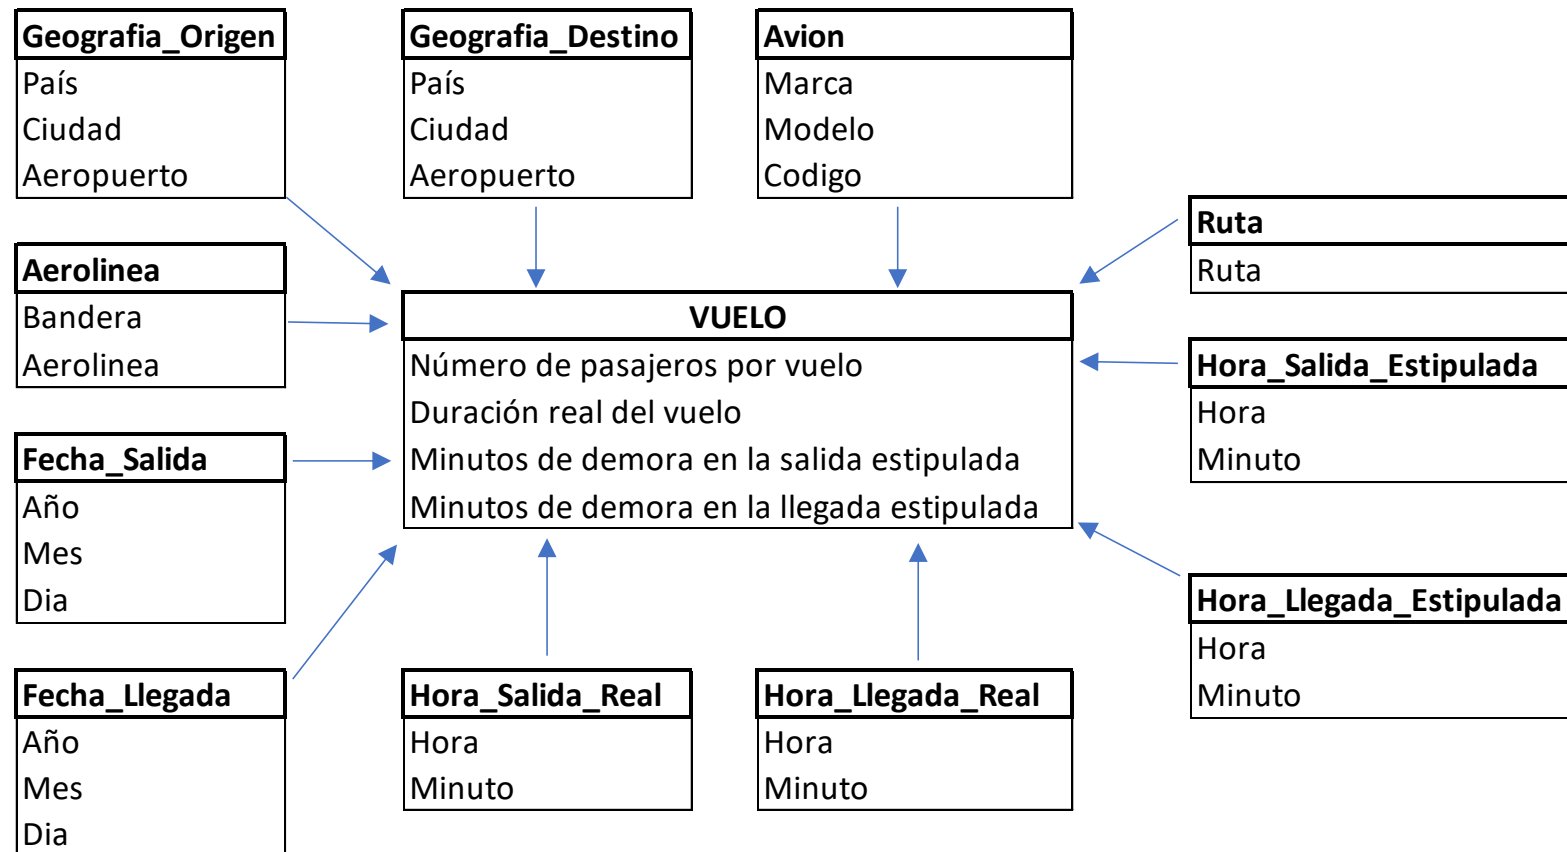 Geografia_Origen
País
Ciudad
Aeropuerto
Geografia_Destino
País
Ciudad
Aeropuerto
Avion
Marca
Modelo
Codigo
Ruta
Ruta
Aerolinea
Bandera
Aerolinea
VUELO
Número de pasajeros por vuelo
Duración real del vuelo
Minutos de demora en la salida estipulada
Minutos de demora en la llegada estipulada
Hora_Salida_Estipulada
Hora
Minuto
Fecha_Salida
Año
Mes
Dia
Hora_Llegada_Estipulada
Hora
Minuto
Fecha_Llegada
Año
Mes
Dia
Hora_Salida_Real
Hora
Minuto
Hora_Llegada_Real
Hora
Minuto